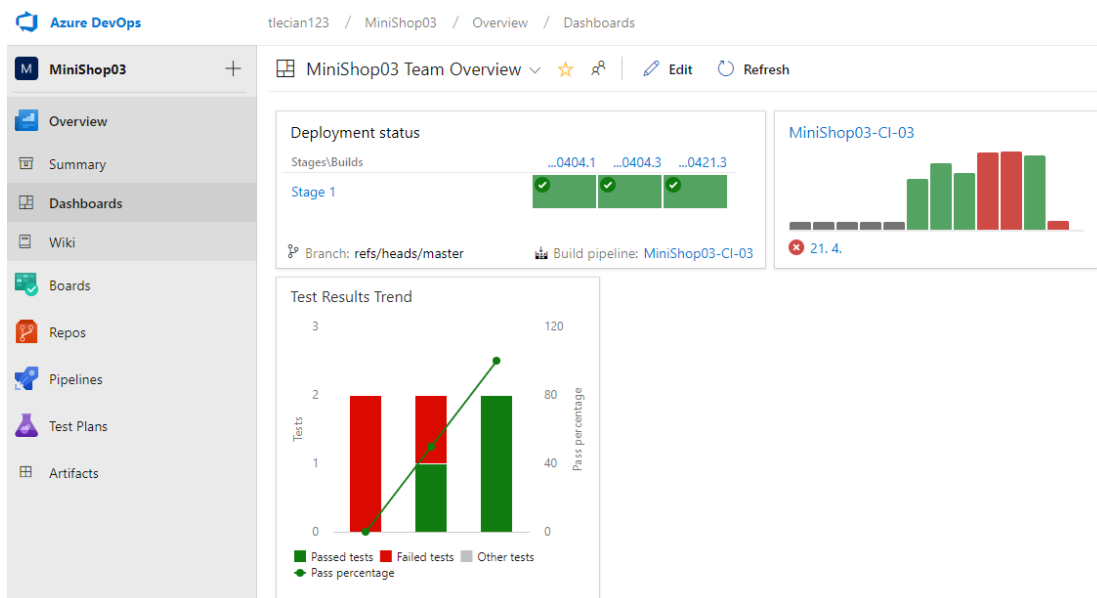 Azure DevOps
tlecian123 / MiniShop03 / Overview / Dashboards
M MiniShop03
MiniShop03 Team Overview Edit Refresh
Overview
Summary
Dashboards
Wiki
Boards
Repos
Pipelines
Test Plans
Artifacts
Deployment status
Stages\Builds ...0404.1 ...0404.3 ...0421.3
Stage 1
Branch: refs/heads/master Build pipeline: MiniShop03-CI-03
MiniShop03-CI-03
21. 4.
Test Results Trend
3 120
2 80
1 40
0 0
Tests
Pass percentage
Passed tests Failed tests Other tests
Pass percentage